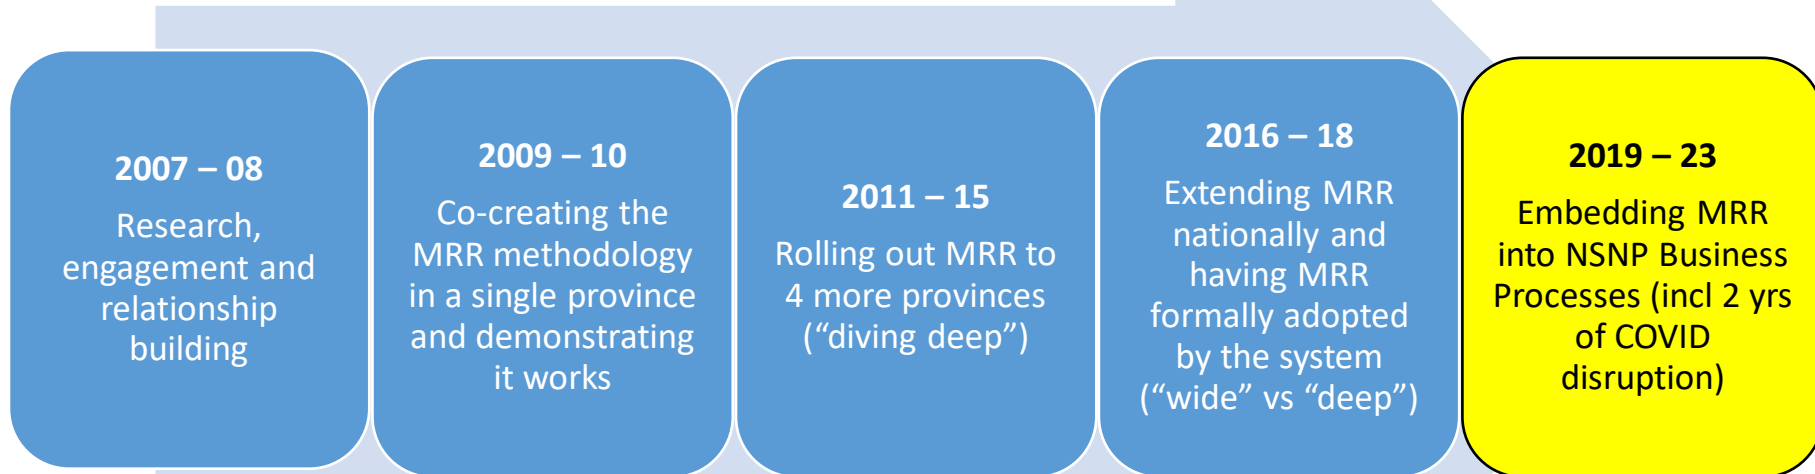 2007 – 08
Research,
engagement and
relationship
building
2009 – 10
Co-creating the
MRR methodology
in a single province
and demonstrating
it works
2011 – 15
Rolling out MRR to
4 more provinces
(“diving deep”)
2016 – 18
Extending MRR
nationally and
having MRR
formally adopted
by the system
(“wide” vs “deep”)
2019 – 23
Embedding MRR
into NSNP Business
Processes (incl 2 yrs
of COVID
disruption)